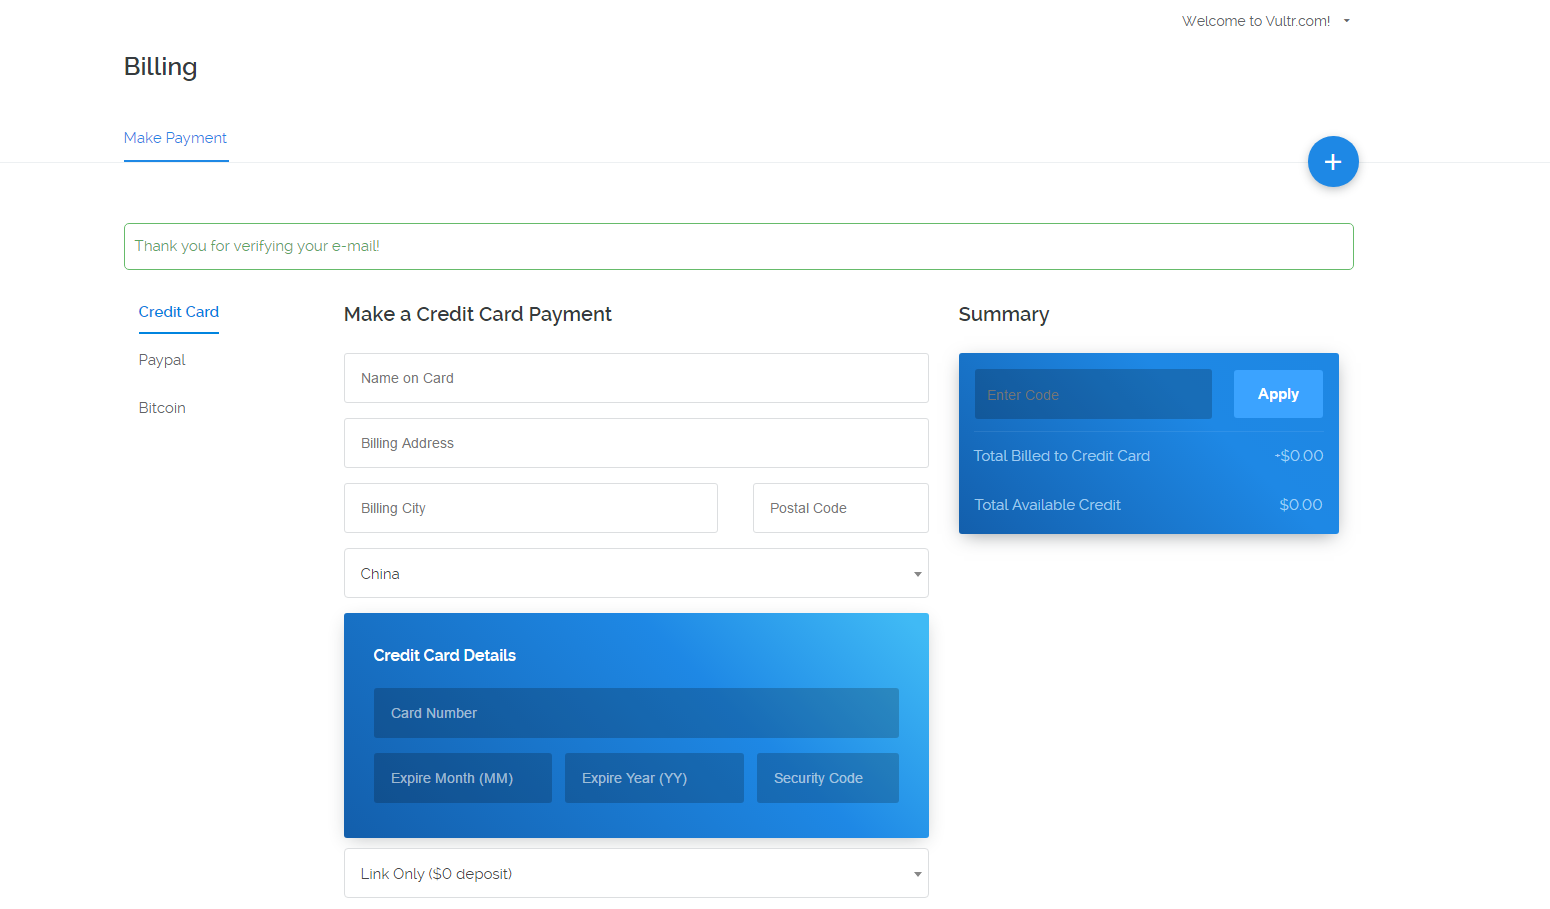 Welcome to Vultr.com!
Billing
Make Payment
+
Thank you for verifying your e-mail!
Credit Card
Paypal
Bitcoin
Make a Credit Card Payment
Name on Card
Billing Address
Billing City
Postal Code
China
Credit Card Details
Card Number
Expire Month (MM)
Expire Year (YY)
Security Code
Link Only ($0 deposit)
Summary
Enter Code
Apply
Total Billed to Credit Card
+$0.00
Total Available Credit
$0.00